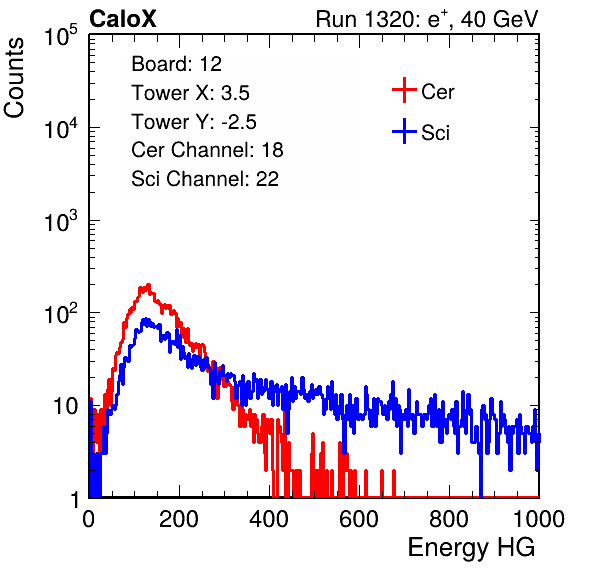 CaloX Run 1320: e⁺, 40 GeV
Counts
Board: 12
Tower X: 3.5
Tower Y: -2.5
Cer Channel: 18
Sci Channel: 22
Cer
Sci
10⁵
10⁴
10³
10²
10
1
0 200 400 600 800 1000
Energy HG